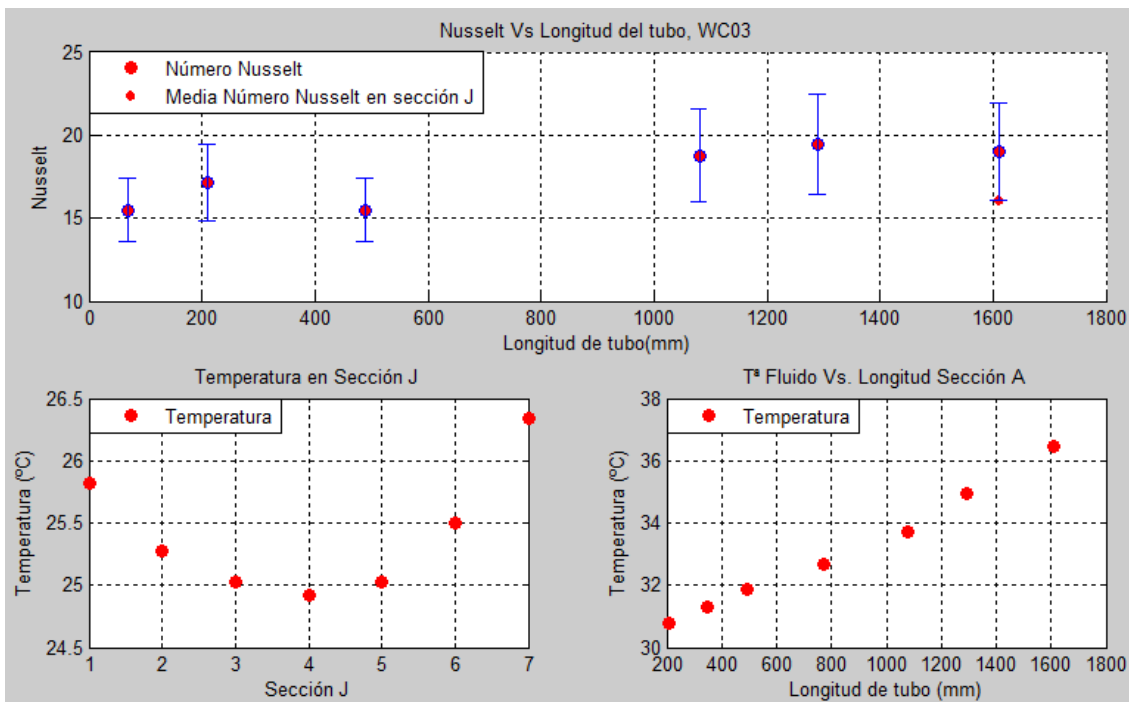 Nusselt Vs Longitud del tubo, WC03
Número Nusselt
Media Número Nusselt en sección J
Nusselt
25
20
15
10
0 200 400 600 800 1000 1200 1400 1600 1800
Longitud de tubo(mm)
Temperatura en Sección J
Temperatura
Temperatura (ºC)
26.5
26
25.5
25
24.5
1 2 3 4 5 6 7
Sección J
Tª Fluido Vs. Longitud Sección A
Temperatura
Temperatura (ºC)
38
36
34
32
30
200 400 600 800 1000 1200 1400 1600 1800
Longitud de tubo (mm)